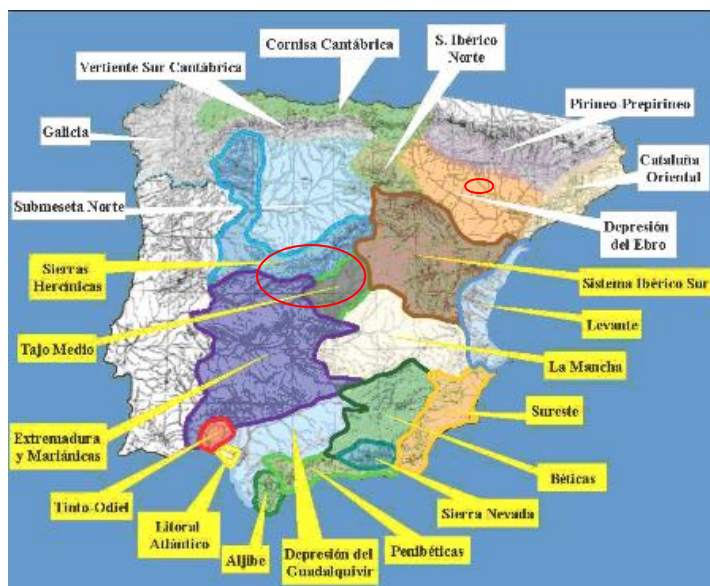 Cornisa Cantábrica
S. Ibérico
Norte
Vertiente Sur Cantábrica
Pirineo-Prepirineo
Galicia
Cataluña
Oriental
Submeseta Norte
Depresión
del Ebro
Sierras
Hercínicas
Sistema Ibérico Sur
Levante
Tajo Medio
La Mancha
Sureste
Extremadura
y Mariánicas
Béticas
Tinto-Odiel
Sierra Nevada
Litoral
Atlántico
Aljibe
Depresión del
Guadalquivir
Penibéticas